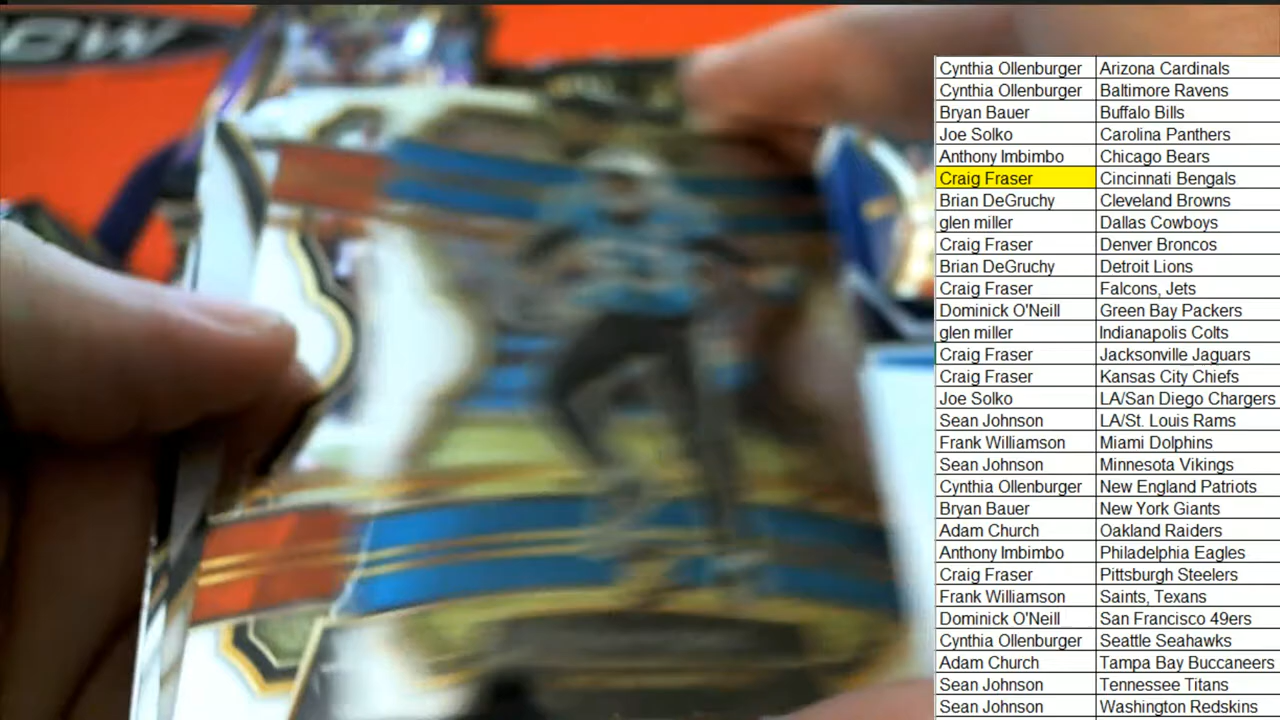 Cynthia Ollenburger Arizona Cardinals
Cynthia Ollenburger Baltimore Ravens
Bryan Bauer Buffalo Bills
Joe Solko Carolina Panthers
Anthony Imbimbo Chicago Bears
Craig Fraser Cincinnati Bengals
Brian DeGruchy Cleveland Browns
glen miller Dallas Cowboys
Craig Fraser Denver Broncos
Brian DeGruchy Detroit Lions
Craig Fraser Falcons, Jets
Dominick O'Neill Green Bay Packers
glen miller Indianapolis Colts
Craig Fraser Jacksonville Jaguars
Craig Fraser Kansas City Chiefs
Joe Solko LA/San Diego Chargers
Sean Johnson LA/St. Louis Rams
Frank Williamson Miami Dolphins
Sean Johnson Minnesota Vikings
Cynthia Ollenburger New England Patriots
Bryan Bauer New York Giants
Adam Church Oakland Raiders
Anthony Imbimbo Philadelphia Eagles
Craig Fraser Pittsburgh Steelers
Frank Williamson Saints, Texans
Dominick O'Neill San Francisco 49ers
Cynthia Ollenburger Seattle Seahawks
Adam Church Tampa Bay Buccaneers
Sean Johnson Tennessee Titans
Sean Johnson Washington Redskins